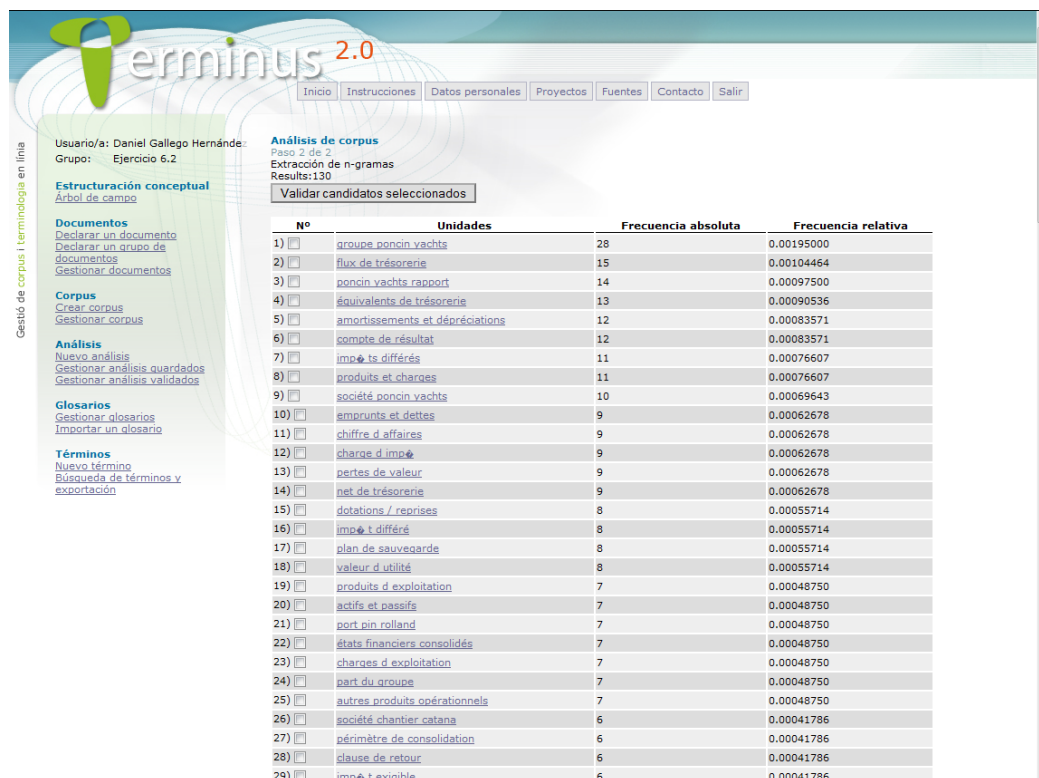 Terminus 2.0
Inicio Instrucciones Datos personales Proyectos Fuentes Contacto Salir
Gestió de corpus i terminologia en línia
Usuario/a: Daniel Gallego Hernández
Grupo: Ejercicio 6.2
Estructuración conceptual
Árbol de campo
Documentos
Declarar un documento
Declarar un grupo de
documentos
Gestionar documentos
Corpus
Crear corpus
Gestionar corpus
Análisis
Nuevo análisis
Gestionar análisis guardados
Gestionar análisis validados
Glosarios
Gestionar glosarios
Importar un glosario
Términos
Nuevo término
Búsqueda de términos y
exportación
Análisis de corpus
Paso 2 de 2
Extracción de n-gramas
Results:130
Validar candidatos seleccionados
Nº Unidades Frecuencia absoluta Frecuencia relativa
1) groupe poncin yachts 28 0.00195000
2) flux de trésorerie 15 0.00104464
3) poncin yachts rapport 14 0.00097500
4) équivalents de trésorerie 13 0.00090536
5) amortissements et dépréciations 12 0.00083571
6) compte de résultat 12 0.00083571
7) imp� ts différés 11 0.00076607
8) produits et charges 11 0.00076607
9) société poncin yachts 10 0.00069643
10) emprunts et dettes 9 0.00062678
11) chiffre d affaires 9 0.00062678
12) charge d imp� 9 0.00062678
13) pertes de valeur 9 0.00062678
14) net de trésorerie 9 0.00062678
15) dotations / reprises 8 0.00055714
16) imp� t différé 8 0.00055714
17) plan de sauvegarde 8 0.00055714
18) valeur d utilité 8 0.00055714
19) produits d exploitation 7 0.00048750
20) actifs et passifs 7 0.00048750
21) port pin rolland 7 0.00048750
22) états financiers consolidés 7 0.00048750
23) charges d exploitation 7 0.00048750
24) part du groupe 7 0.00048750
25) autres produits opérationnels 7 0.00048750
26) société chantier catana 6 0.00041786
27) périmètre de consolidation 6 0.00041786
28) clause de retour 6 0.00041786
29) imp� t exigible 6 0.00041786